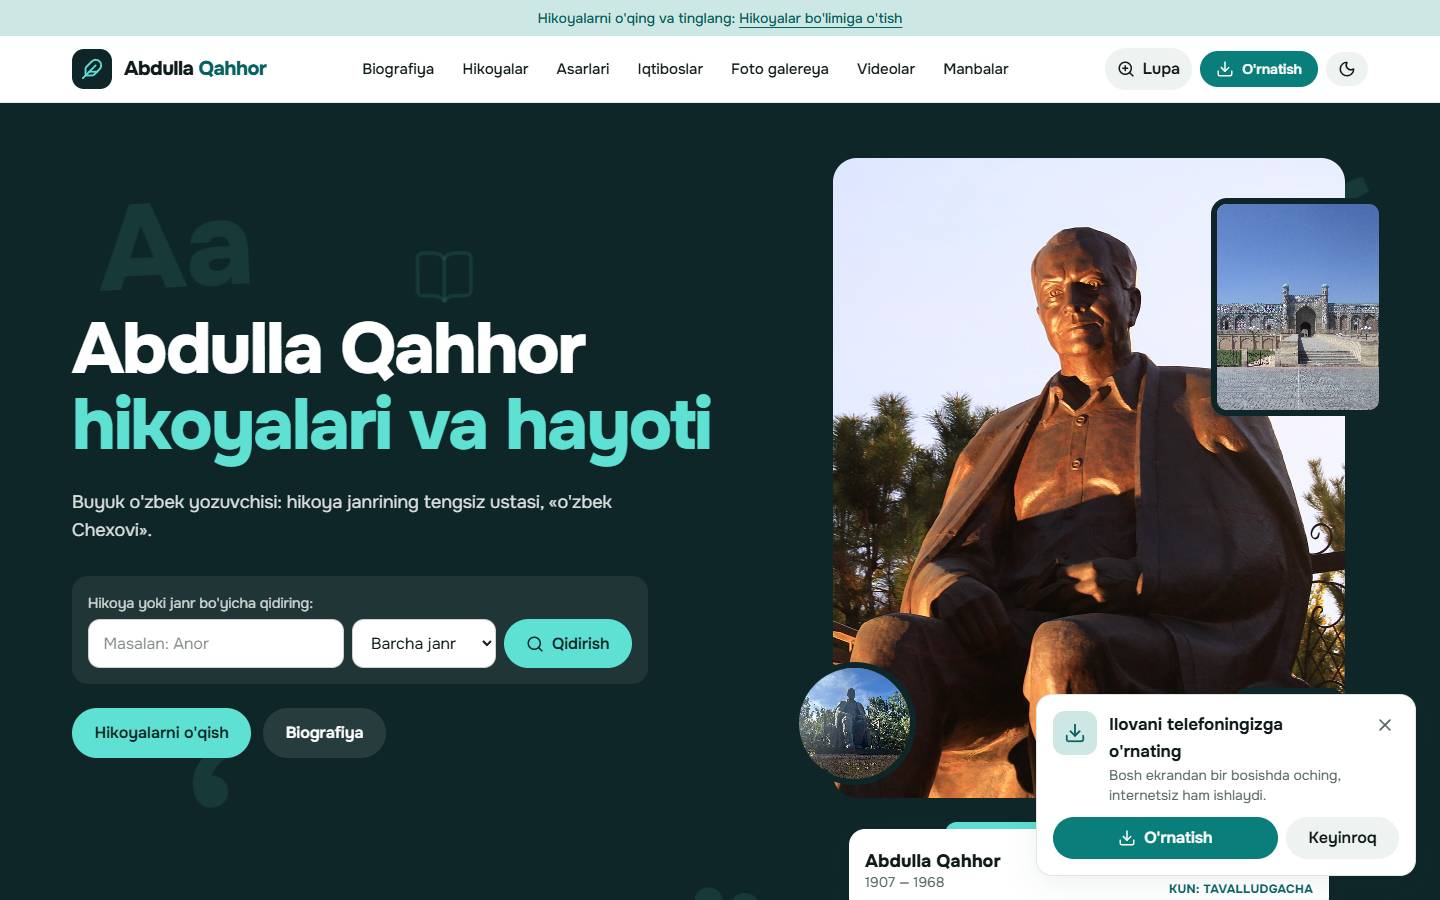 Hikoyalarni o'qing va tinglang: Hikoyalar bo'limiga o'tish
Abdulla Qahhor
Biografiya
Hikoyalar
Asarlari
Iqtiboslar
Foto galereya
Videolar
Manbalar
Lupa
O'rnatish
Aa
Abdulla Qahhor
hikoyalari va hayoti
Buyuk o'zbek yozuvchisi: hikoya janrining tengsiz ustasi, «o'zbek
Chexovi».
Hikoya yoki janr bo'yicha qidiring:
Masalan: Anor
Barcha janr
Qidirish
Hikoyalarni o'qish
Biografiya
Ilovani telefoningizga
o'rnating
Bosh ekrandan bir bosishda oching,
internetsiz ham ishlaydi.
O'rnatish
Keyinroq
Abdulla Qahhor
1907 — 1968
KUN: TAVALLUDGACHA